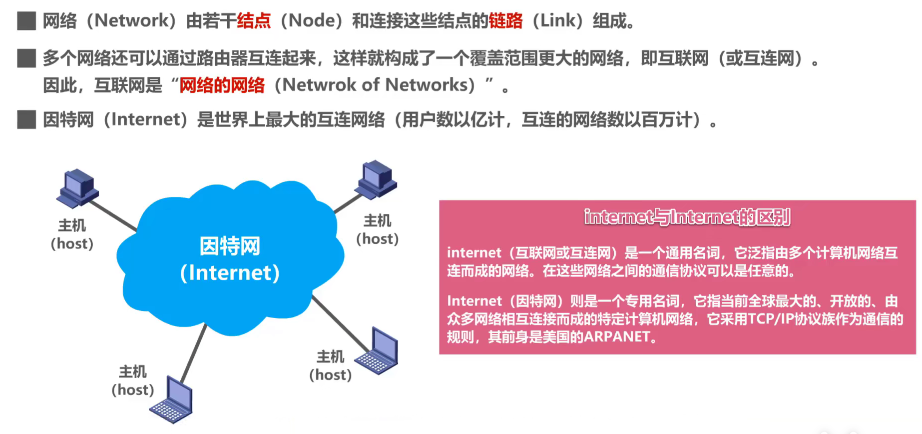 网络（Network）由若干结点（Node）和连接这些结点的链路（Link）组成。
多个网络还可以通过路由器互连起来，这样就构成了一个覆盖范围更大的网络，即互联网（或互连网）。
因此，互联网是“网络的网络（Netwrok of Networks）”。
因特网（Internet）是世界上最大的互连网络（用户数以亿计，互连的网络数以百万计）。
主机
（host）
主机
（host）
因特网
（Internet）
主机
（host）
主机
（host）
internet与Internet的区别
internet（互联网或互连网）是一个通用名词，它泛指由多个计算机网络互
连而成的网络。在这些网络之间的通信协议可以是任意的。
Internet（因特网）则是一个专用名词，它指当前全球最大的、开放的、由
众多网络相互连接而成的特定计算机网络，它采用TCP/IP协议族作为通信的
规则，其前身是美国的ARPANET。